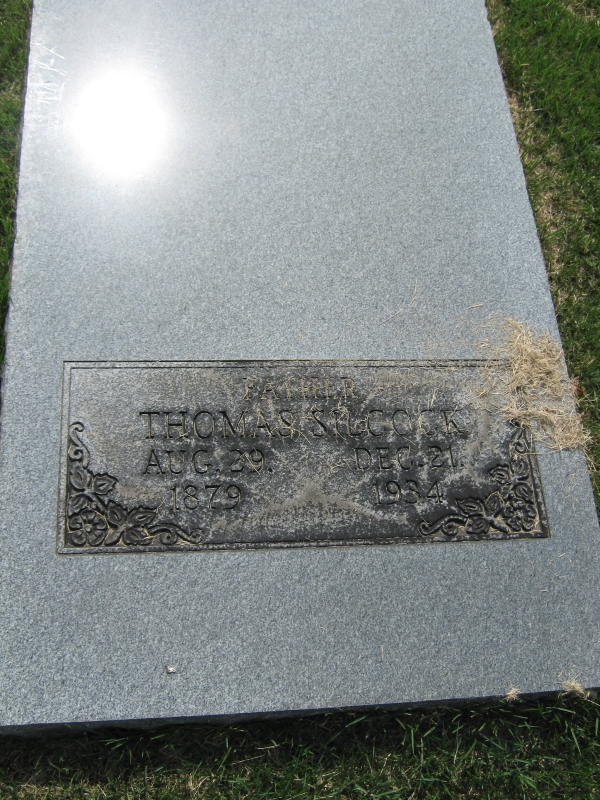 FATHER
THOMAS SILCOCK
AUG. 29, DEC. 21,
1879 1934